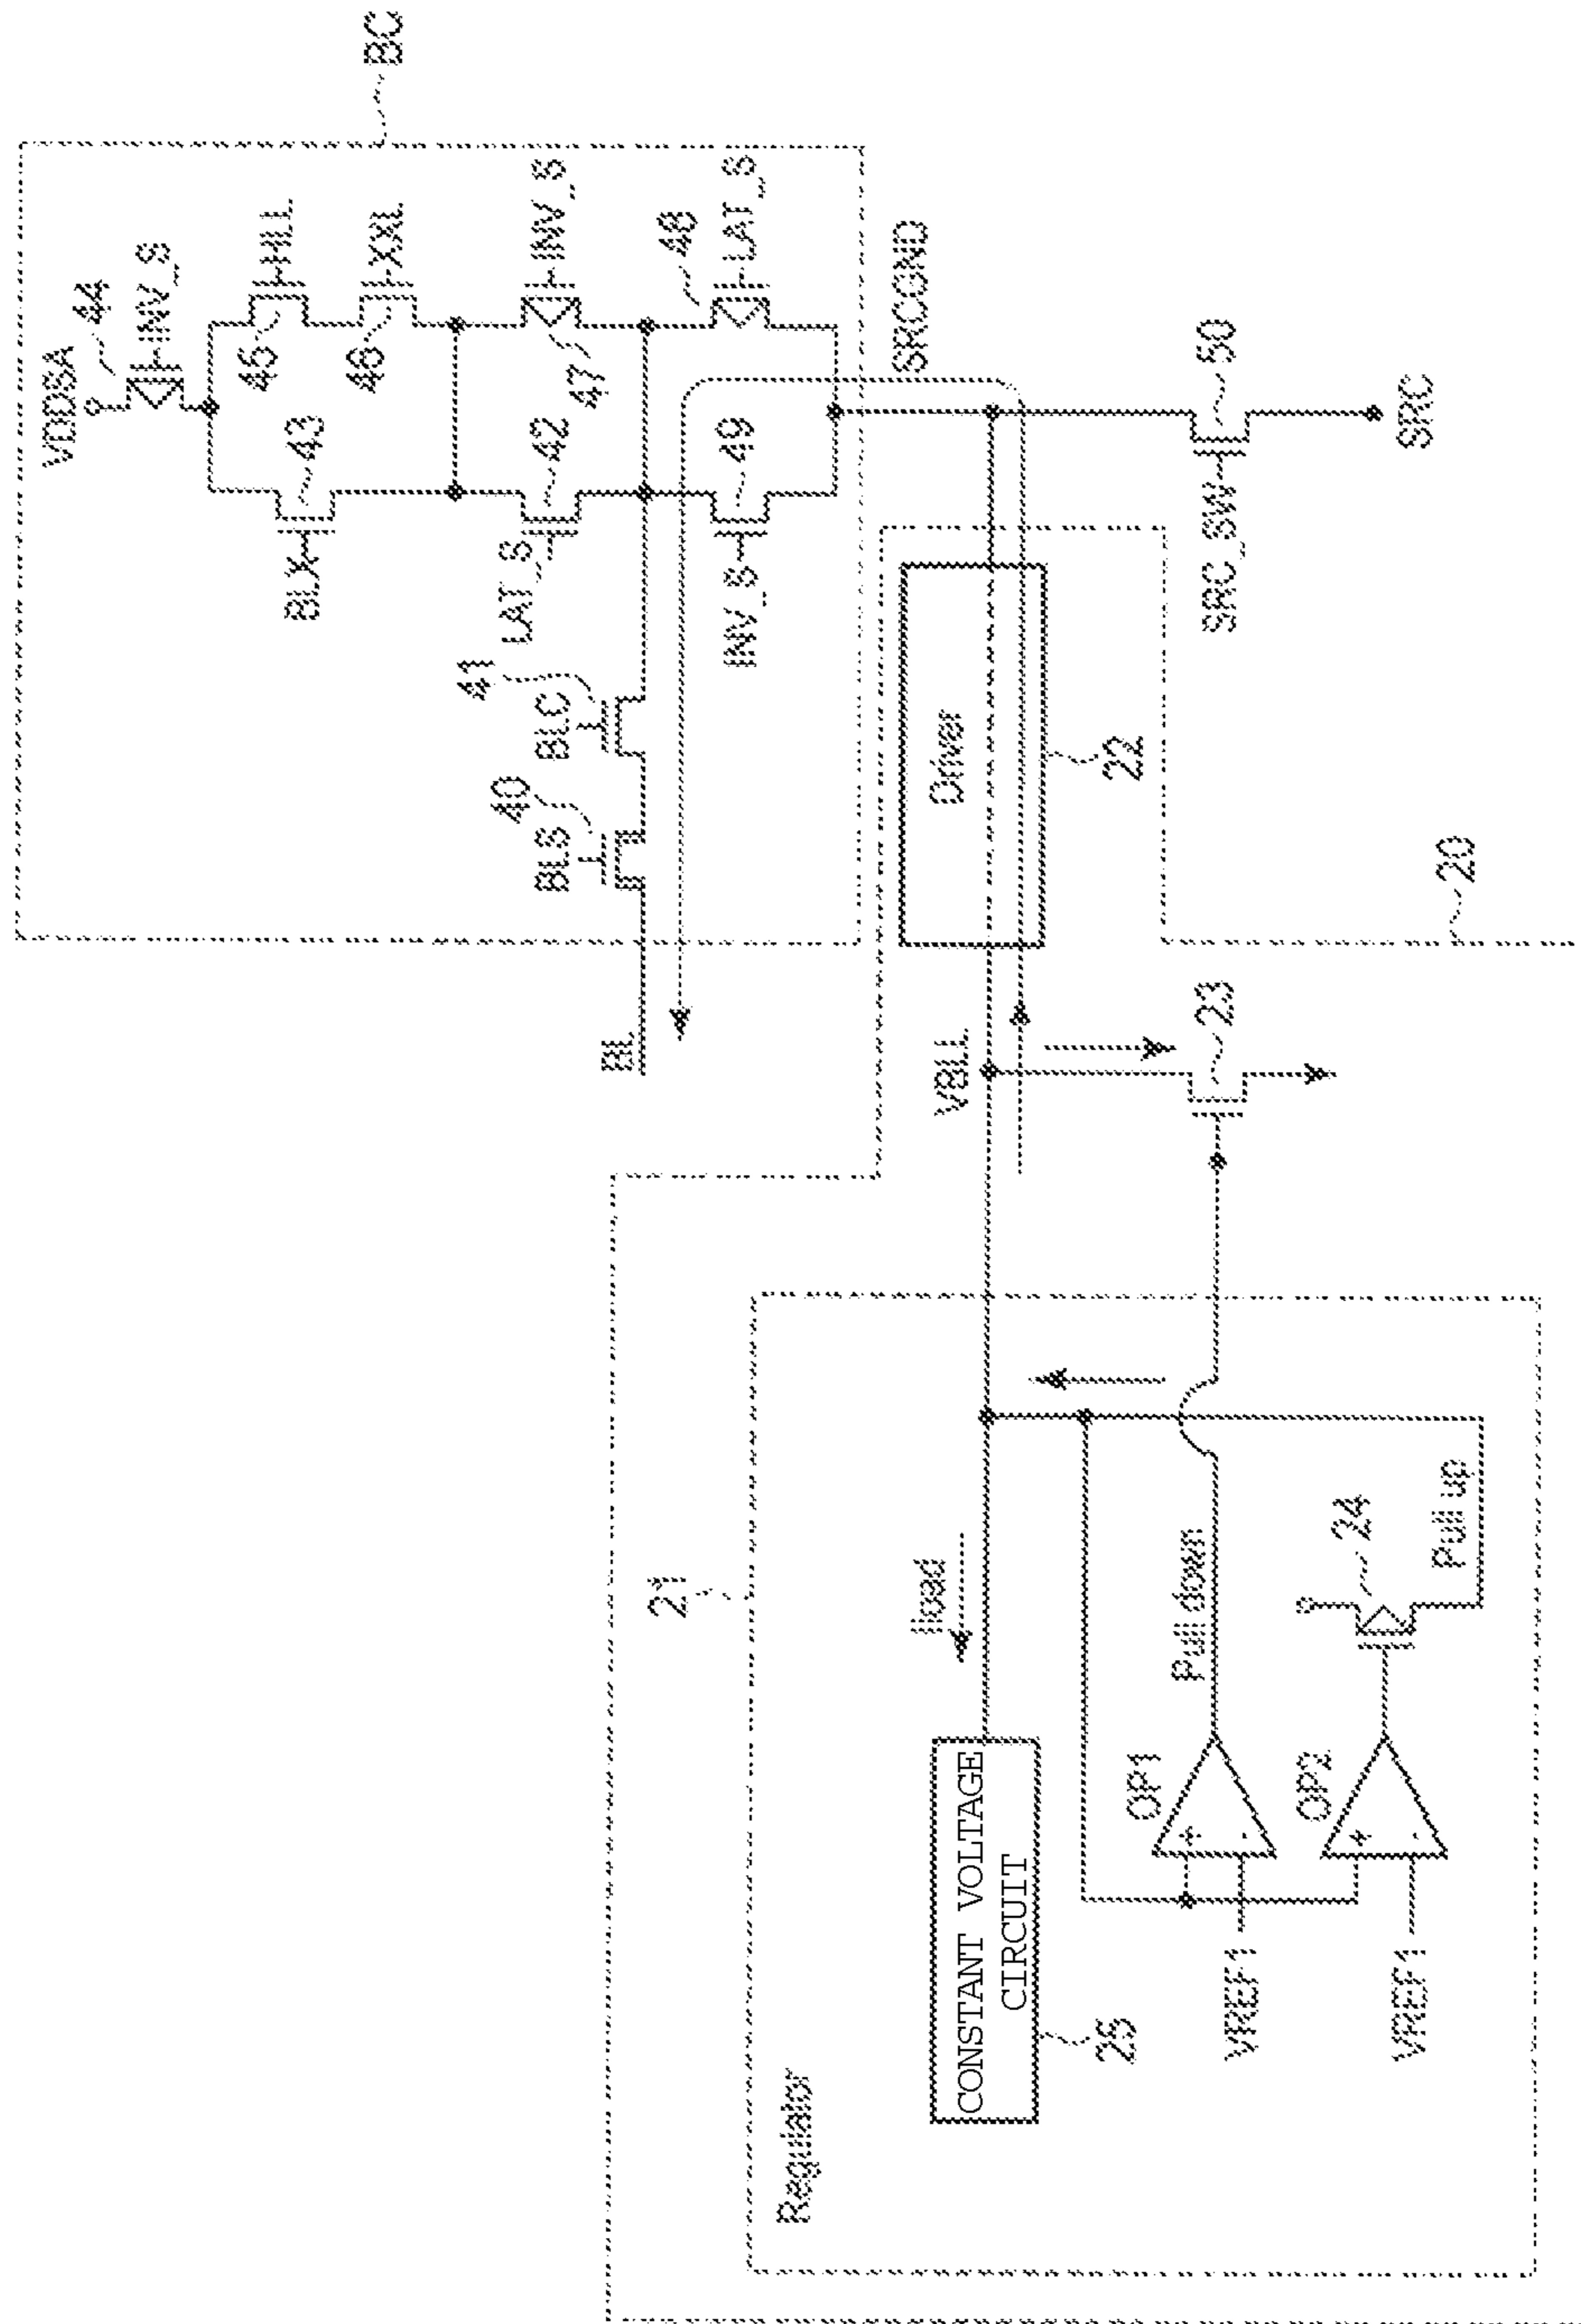 BC
VDDSA
44
INV_S
43
BLX
45
HLL
46
XXL
LAT_S
42
47
INV_S
41
BLC
40
BLS
BL
48
LAT_S
INV_S
49
SRCGND
Driver
22
VBLL
23
SRC_SW
50
SRC
20
21
Regulator
Iload
CONSTANT VOLTAGE
CIRCUIT
25
OP1
Pull down
VREF1
OP2
24
Pull up
VREF1